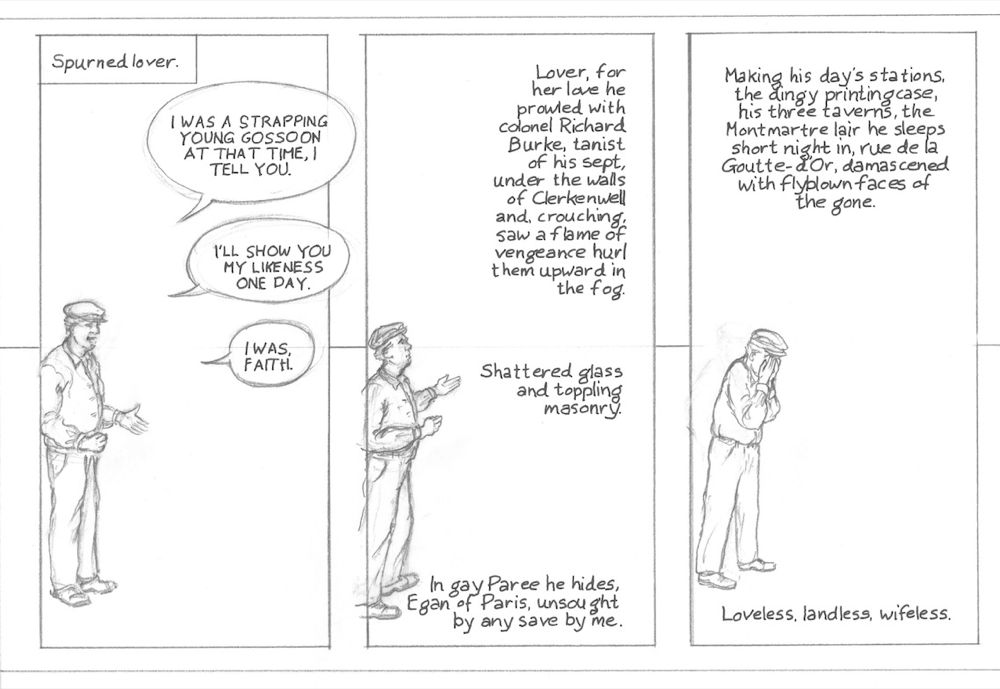 Spurned lover.
I WAS A STRAPPING
YOUNG GOSSOON
AT THAT TIME, I
TELL YOU.
I'LL SHOW YOU
MY LIKENESS
ONE DAY.
I WAS,
FAITH.
Lover, for
her love he
prowled with
colonel Richard
Burke, tanist
of his sept,
under the walls
of Clerkenwell
and, crouching,
saw a flame of
vengeance hurl
them upward in
the fog.
Shattered glass
and toppling
masonry.
In gay Paree he hides,
Egan of Paris, unsought
by any save by me.
Making his day's stations,
the dingy printingcase,
his three taverns, the
Montmartre lair he sleeps
short night in, rue de la
Goutte-d'Or, damascened
with flyblown faces of
the gone.
Loveless, landless, wifeless.